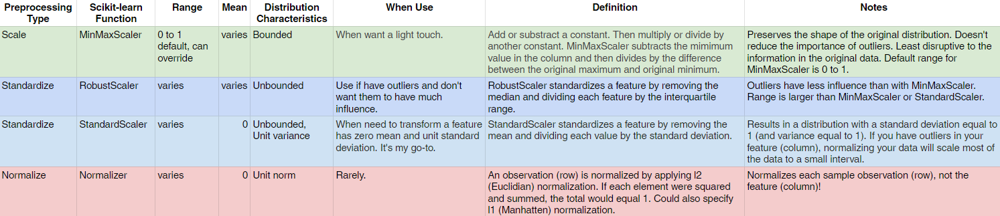 Preprocessing Type Scikit-learn Function Range Mean Distribution Characteristics When Use Definition Notes
Scale MinMaxScaler 0 to 1 default, can override varies Bounded When want a light touch. Add or substract a constant. Then multiply or divide by another constant. MinMaxScaler subtracts the mimimum value in the column and then divides by the difference between the original maximum and original minimum. Preserves the shape of the original distribution. Doesn't reduce the importance of outliers. Least disruptive to the information in the original data. Default range for MinMaxScaler is 0 to 1.
Standardize RobustScaler varies varies Unbounded Use if have outliers and don't want them to have much influence. RobustScaler standardizes a feature by removing the median and dividing each feature by the interquartile range. Outliers have less influence than with MinMaxScaler. Range is larger than MinMaxScaler or StandardScaler.
Standardize StandardScaler varies 0 Unbounded, Unit variance When need to transform a feature has zero mean and unit standard deviation. It's my go-to. StandardScaler standardizes a feature by removing the mean and dividing each value by the standard deviation. Results in a distribution with a standard deviation equal to 1 (and variance equal to 1). If you have outliers in your feature (column), normalizing your data will scale most of the data to a small interval.
Normalize Normalizer varies 0 Unit norm Rarely. An observation (row) is normalized by applying l2 (Euclidian) normalization. If each element were squared and summed, the total would equal 1. Could also specify l1 (Manhatten) normalization. Normalizes each sample observation (row), not the feature (column)!